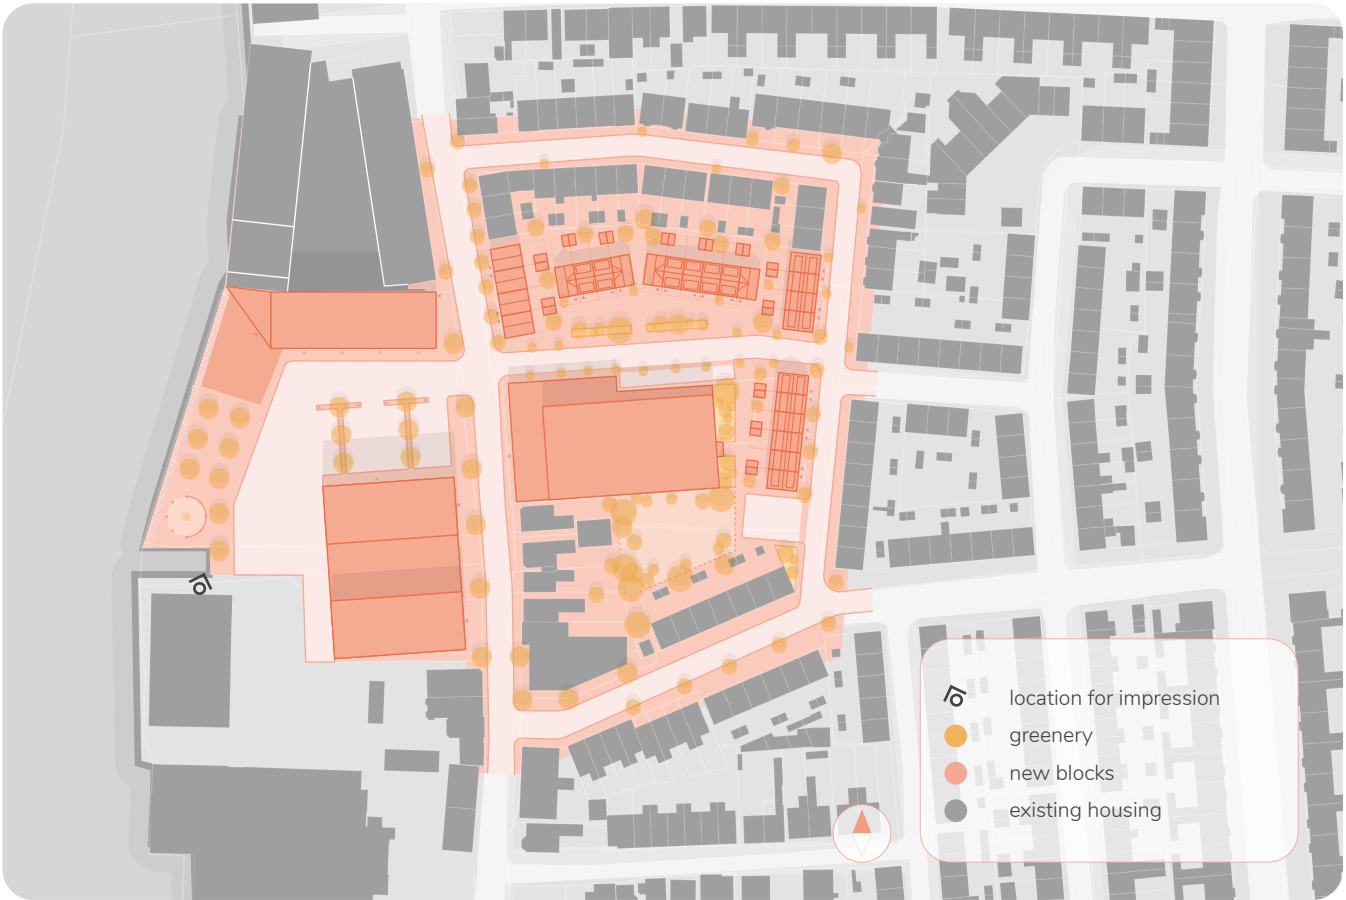 location for impression
greenery
new blocks
existing housing